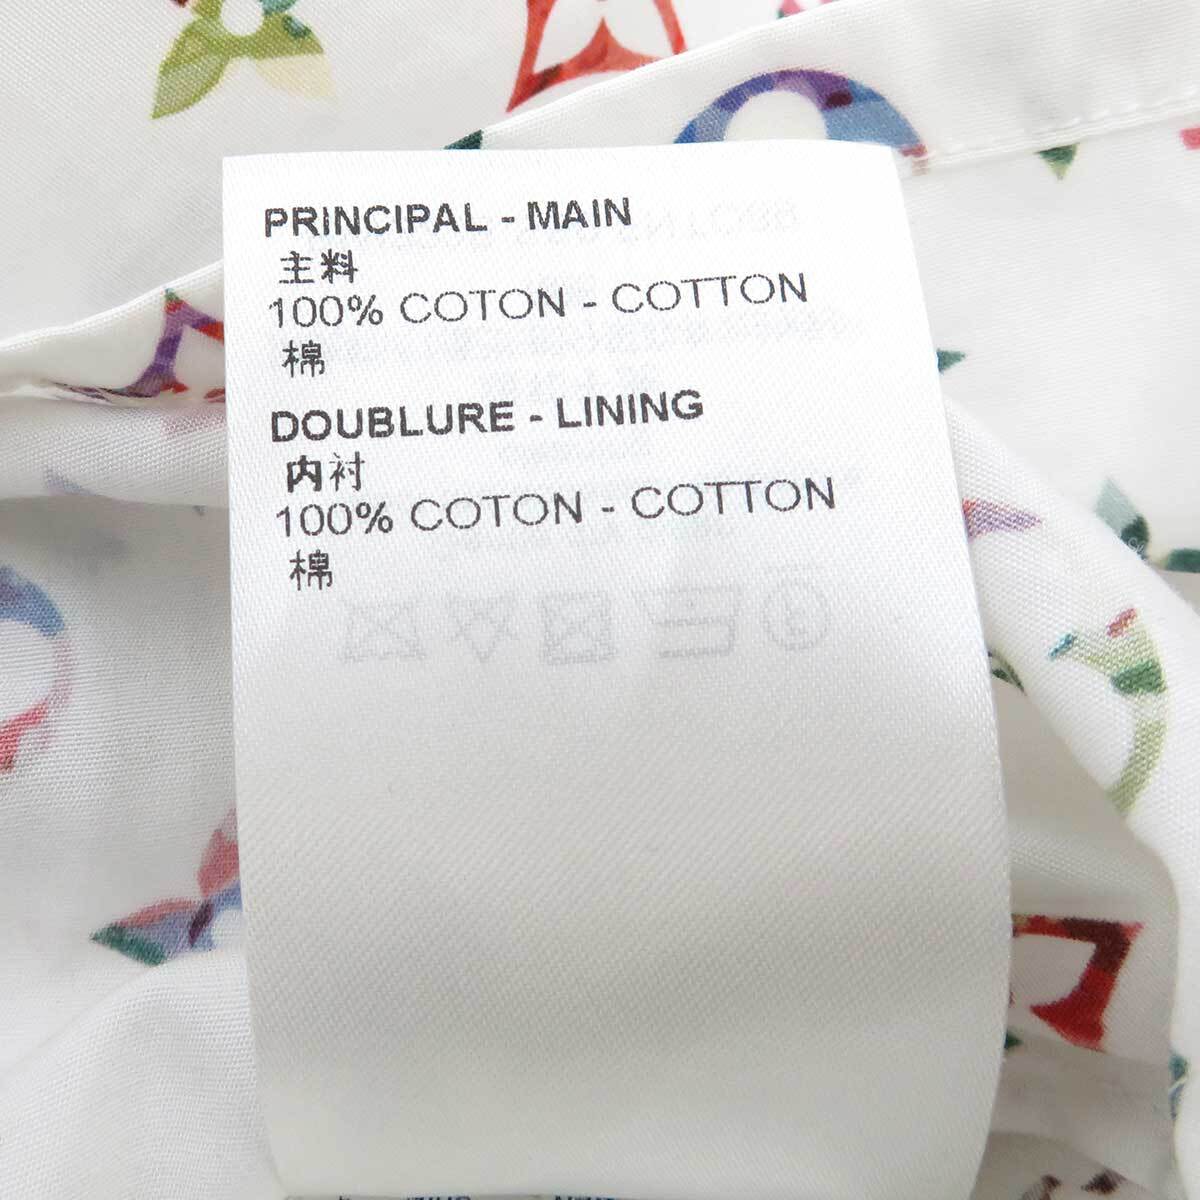 PRINCIPAL - MAIN
主料
100% COTON - COTTON
棉
DOUBLURE - LINING
内衬
100% COTON - COTTON
棉